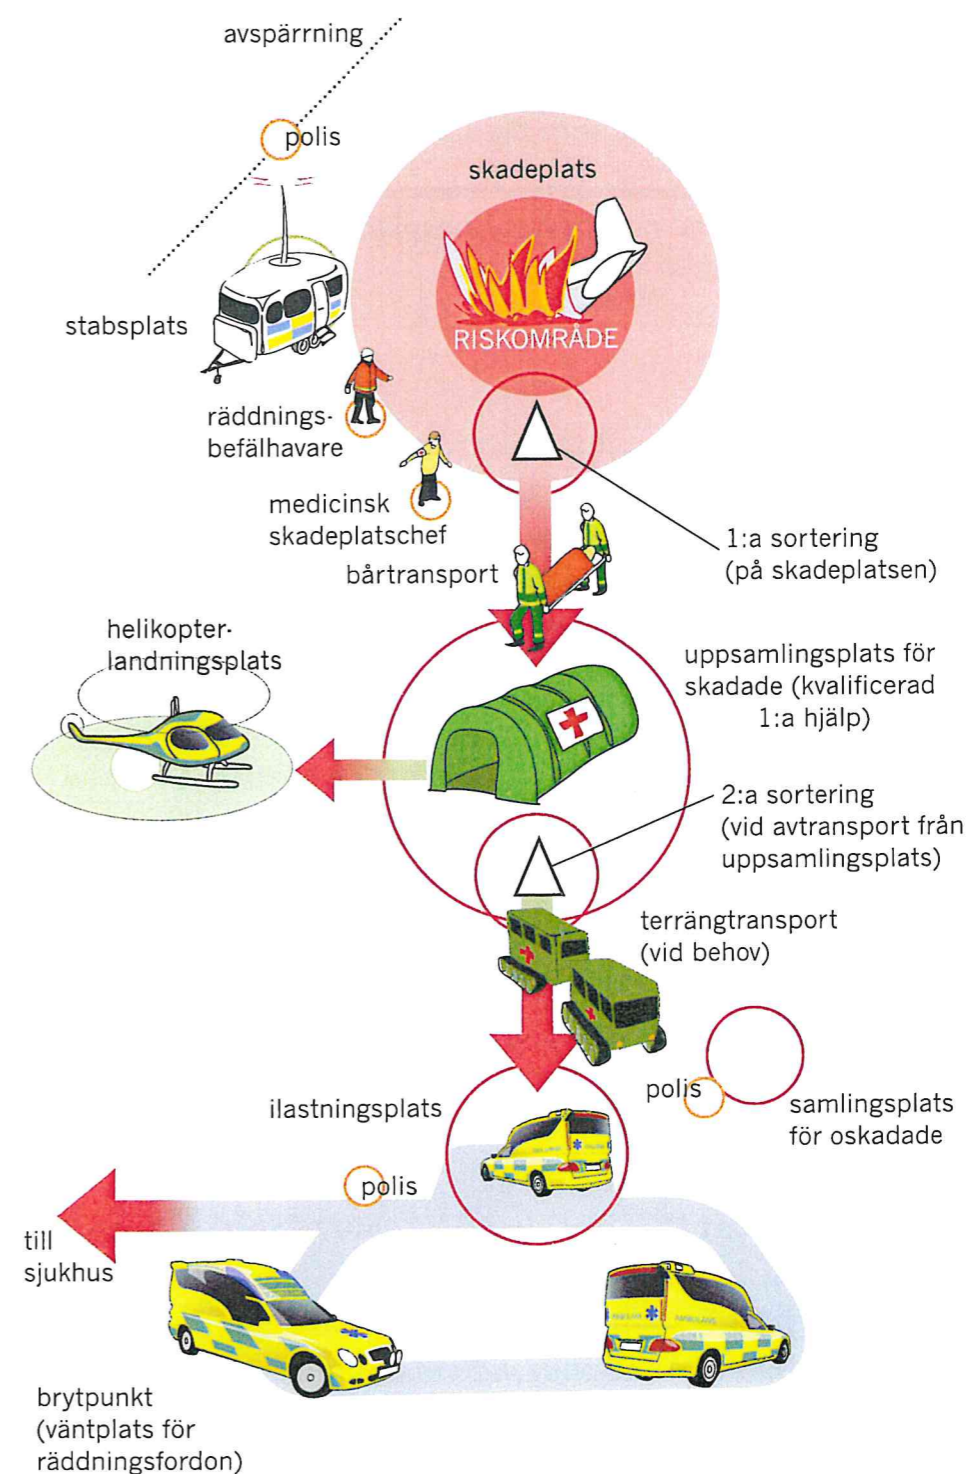 avspärrning
polis
skadeplats
RISKOMRÅDE
stabsplats
räddnings-
befälhavare
medicinsk
skadeplatschef
1:a sortering
(på skadeplatsen)
bårtransport
helikopter-
landningsplats
uppsamlingsplats för
skadade (kvalificerad
1:a hjälp)
2:a sortering
(vid avtransport från
uppsamlingsplats)
terrängtransport
(vid behov)
polis
samlingsplats
för oskadade
ilastningsplats
polis
till
sjukhus
AMBULANS
brytpunkt
(väntplats för
räddningsfordon)